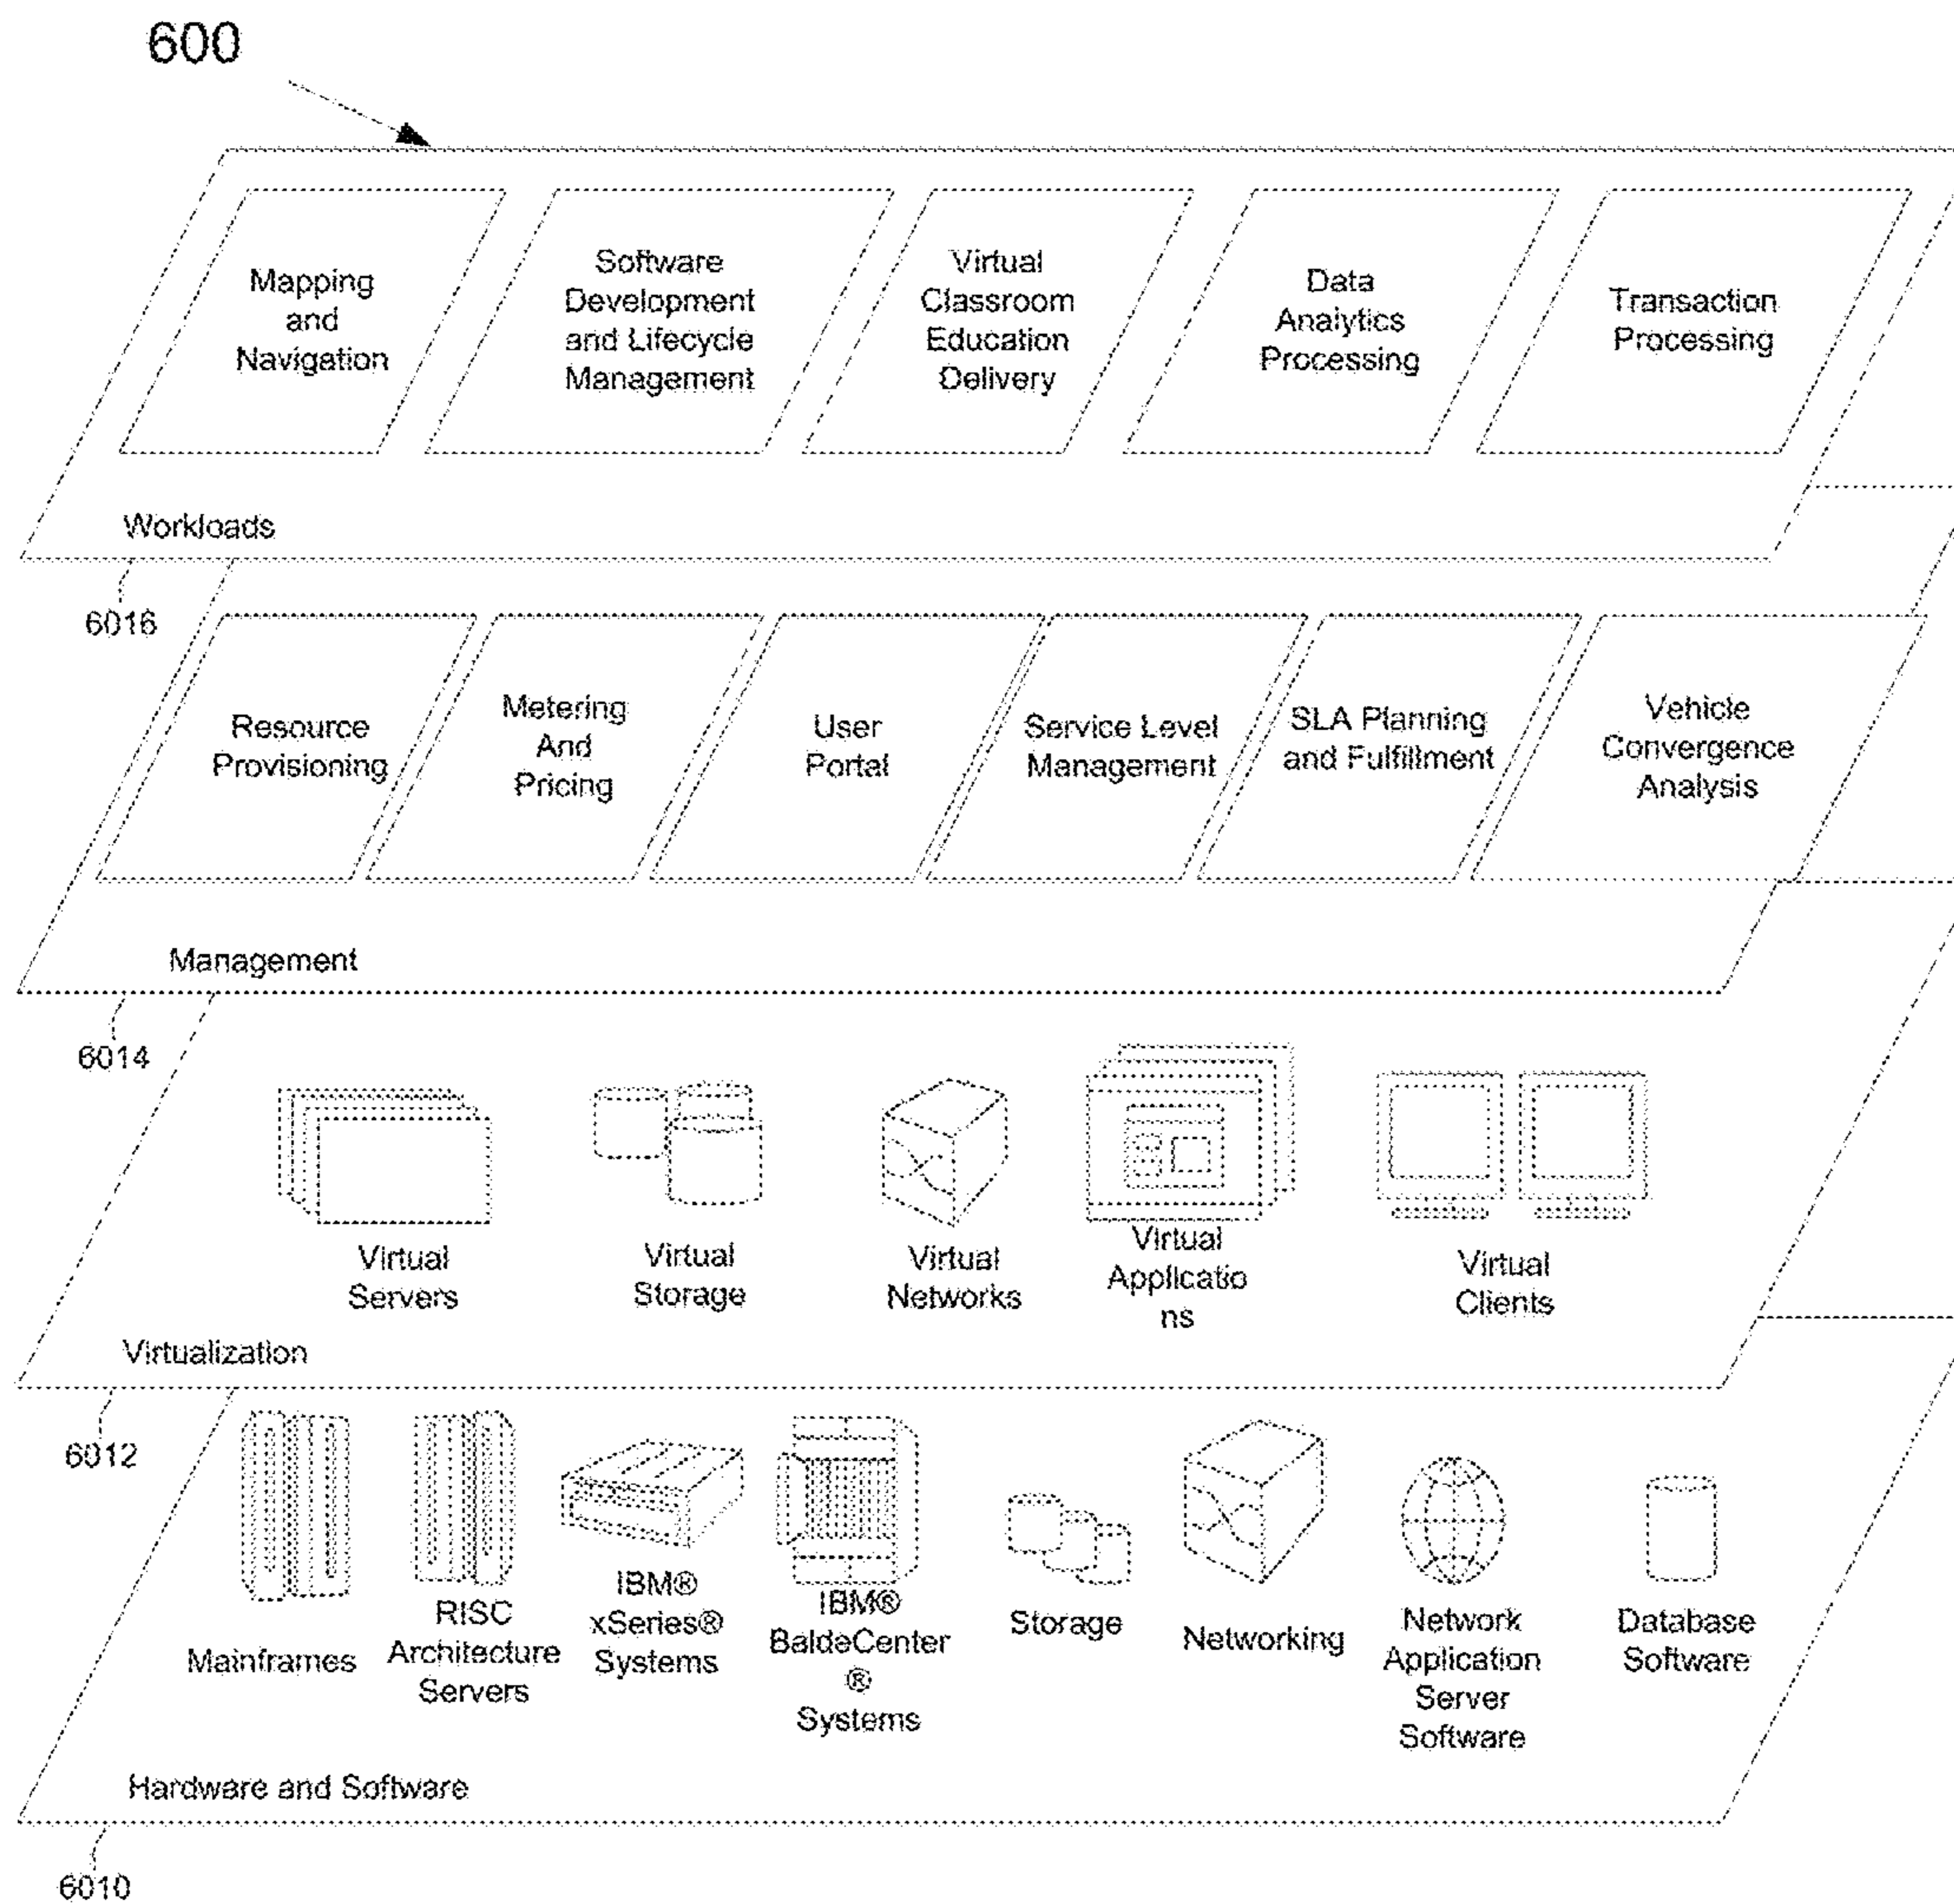 600
Mapping
and
Navigation
Software
Development
and Lifecycle
Management
Virtual
Classroom
Education
Delivery
Data
Analytics
Processing
Transaction
Processing
Workloads
6016
Resource
Provisioning
Metering
And
Pricing
User
Portal
Service Level
Management
SLA Planning
and Fulfillment
Vehicle
Convergence
Analysis
Management
6014
Virtual
Servers
Virtual
Storage
Virtual
Networks
Virtual
Applicatio
ns
Virtual
Clients
Virtualization
6012
Mainframes
RISC
Architecture
Servers
IBM®
xSeries®
Systems
IBM®
BaldeCenter
®
Systems
Storage
Networking
Network
Application
Server
Software
Database
Software
Hardware and Software
6010